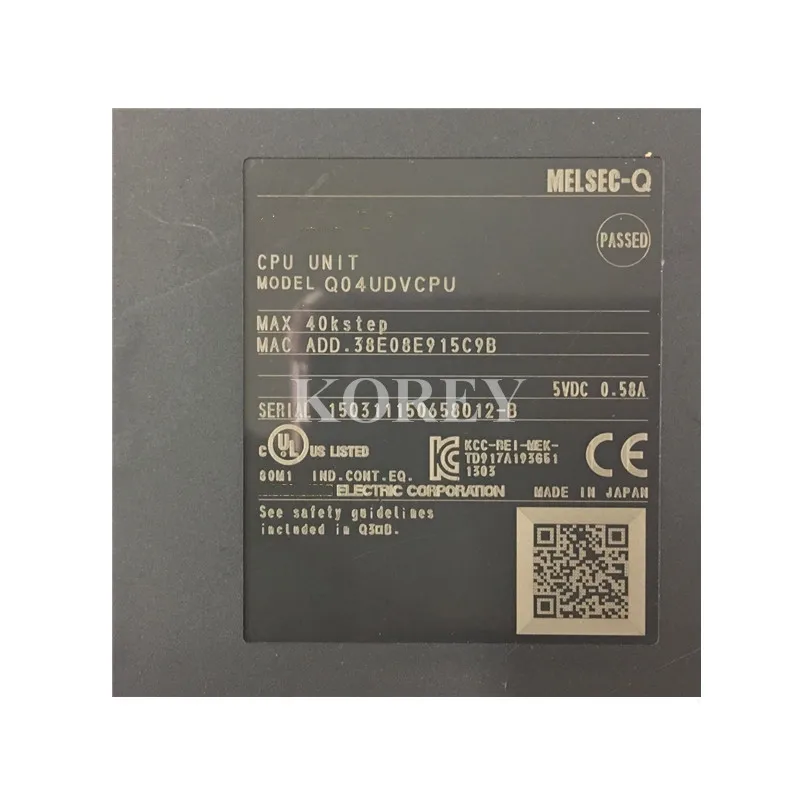 MELSEC-Q
PASSED
CPU UNIT
MODEL Q04UDVCPU
MAX 40kstep
MAC ADD.38E08E915C9B
5VDC 0.58A
KOREY
SERIAL 150311150658012-B
C UL US LISTED
KCC-REI-MEK-
TD917A193G51
1303
CE
80M1 IND.CONT.EQ.
ELECTRIC CORPORATION MADE IN JAPAN
See safety guidelines
included in Q3□B.